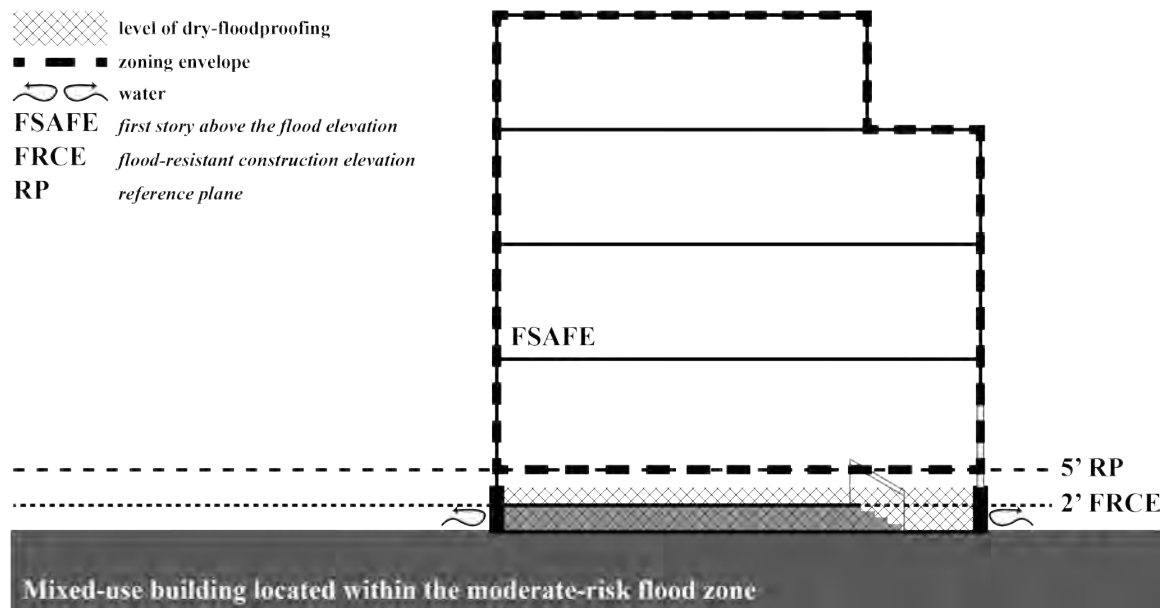 level of dry-floodproofing
zoning envelope
water
FSAFE first story above the flood elevation
FRCE flood-resistant construction elevation
RP reference plane
FSAFE
5' RP
2' FRCE
Mixed-use building located within the moderate-risk flood zone